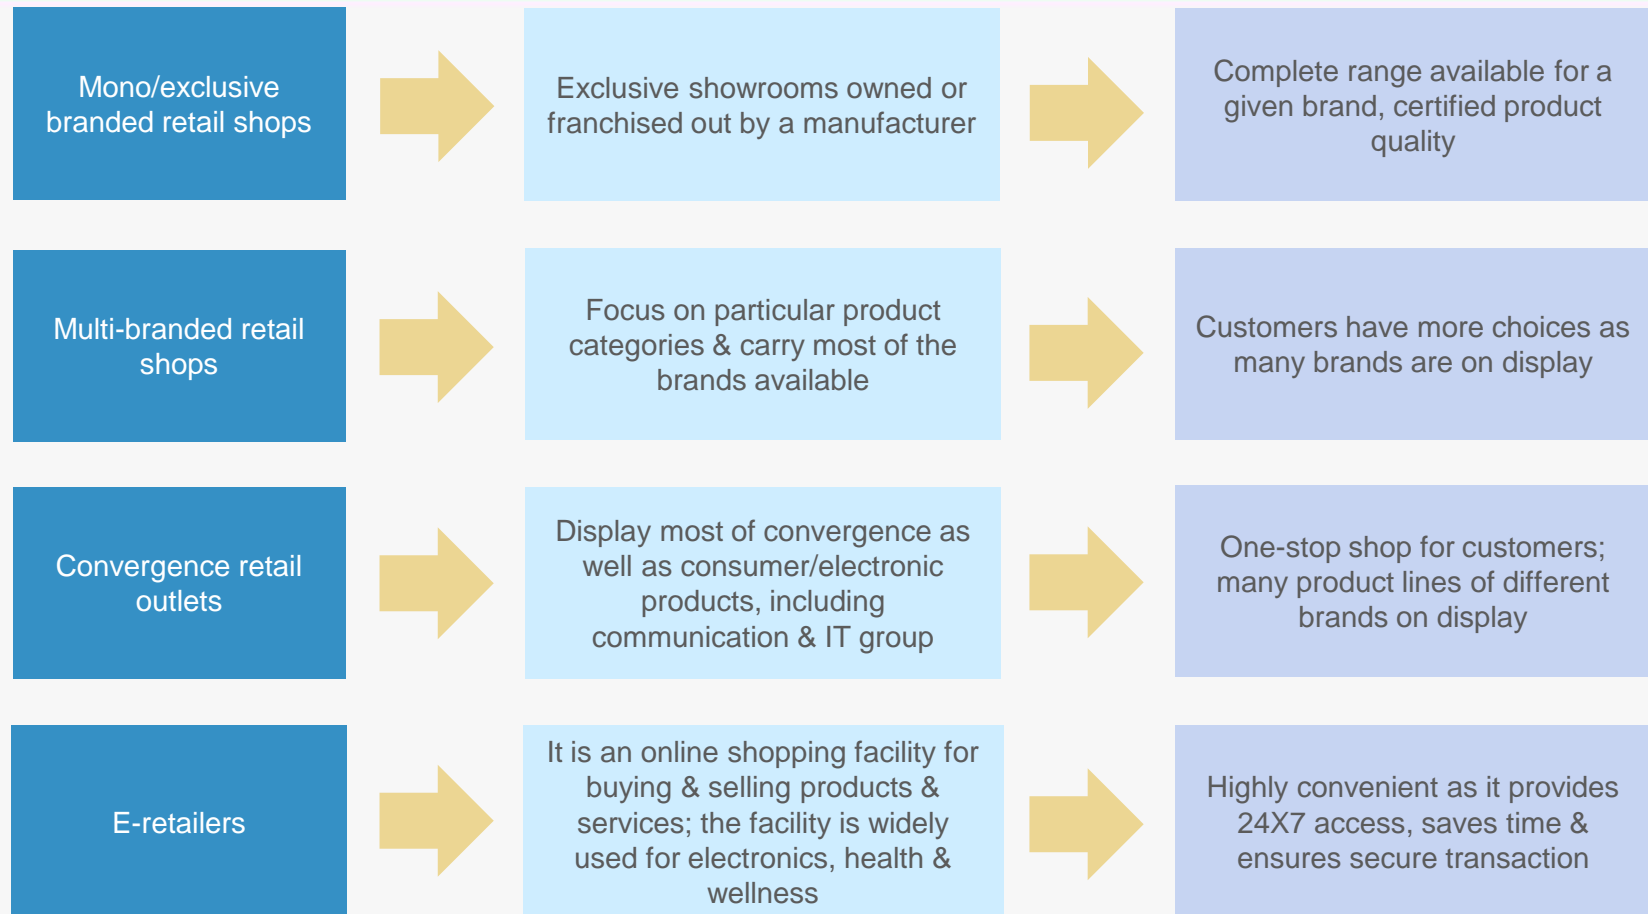 Mono/exclusive
branded retail shops
Exclusive showrooms owned or
franchised out by a manufacturer
Complete range available for a
given brand, certified product
quality
Multi-branded retail
shops
Focus on particular product
categories & carry most of the
brands available
Customers have more choices as
many brands are on display
Convergence retail
outlets
Display most of convergence as
well as consumer/electronic
products, including
communication & IT group
One-stop shop for customers;
many product lines of different
brands on display
E-retailers
It is an online shopping facility for
buying & selling products &
services; the facility is widely
used for electronics, health &
wellness
Highly convenient as it provides
24X7 access, saves time &
ensures secure transaction